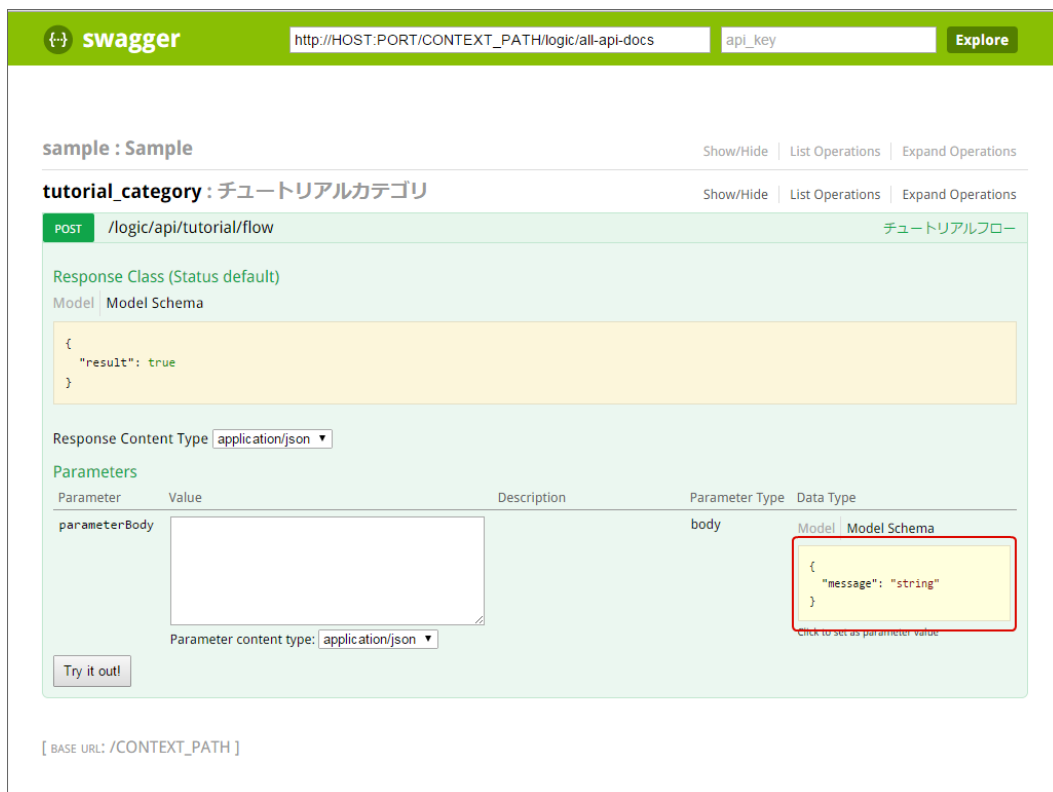 {···} swagger http://HOST:PORT/CONTEXT_PATH/logic/all-api-docs api_key Explore
sample : Sample Show/Hide List Operations Expand Operations
tutorial_category : チュートリアルカテゴリ Show/Hide List Operations Expand Operations
POST /logic/api/tutorial/flow チュートリアルフロー
Response Class (Status default)
Model Model Schema
{
"result": true
}
Response Content Type application/json
Parameters
Parameter Value Description Parameter Type Data Type
parameterBody body Model Model Schema
{
"message": "string"
}
Click to set as parameter value
Parameter content type: application/json
Try it out!
[ BASE URL: /CONTEXT_PATH ]